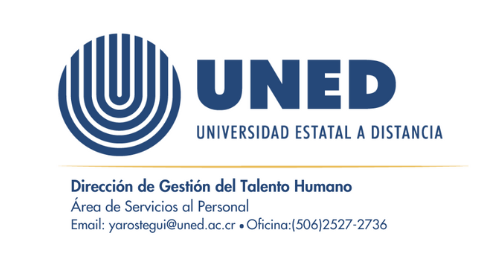 UNED
UNIVERSIDAD ESTATAL A DISTANCIA
Dirección de Gestión del Talento Humano
Área de Servicios al Personal
Email: yarostegui@uned.ac.cr • Oficina:(506)2527-2736